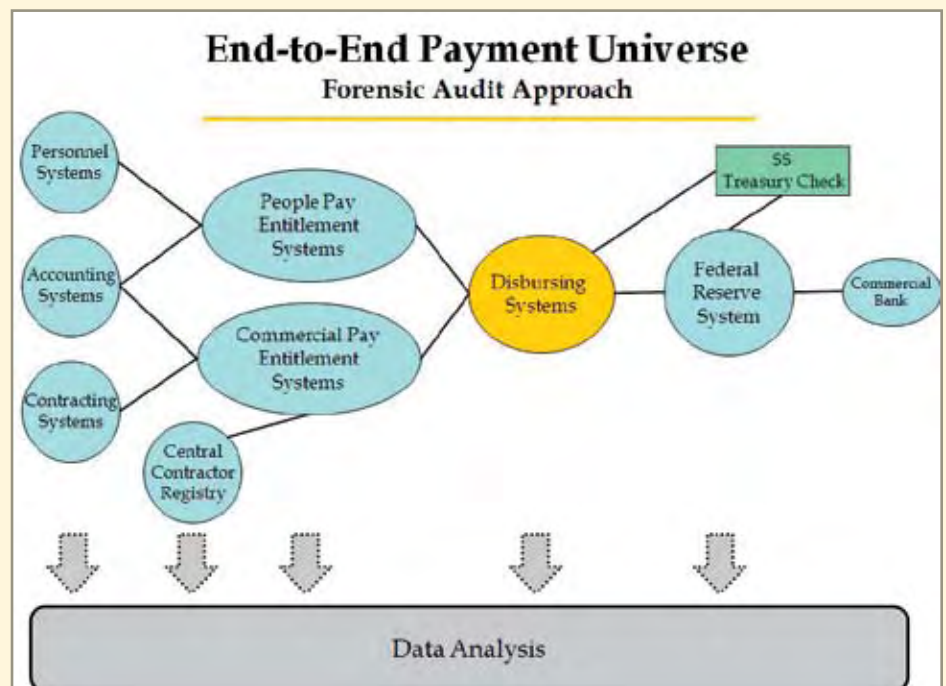 End-to-End Payment Universe
Forensic Audit Approach
Personnel
Systems
People Pay
Entitlement
Systems
Accounting
Systems
Commercial Pay
Entitlement
Systems
Contracting
Systems
Central
Contractor
Registry
Disbursing
Systems
$$
Treasury Check
Federal
Reserve
System
Commercial
Bank
Data Analysis